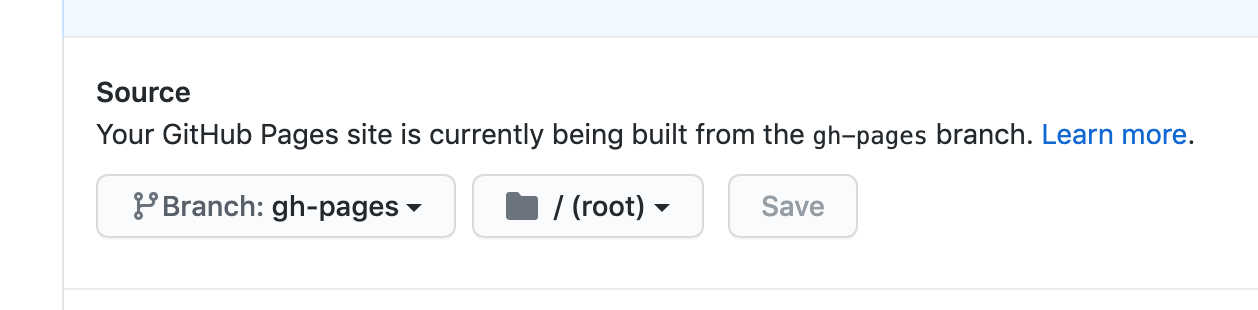 Source
Your GitHub Pages site is currently being built from the gh-pages branch. Learn more.
Branch: gh-pages / (root) Save